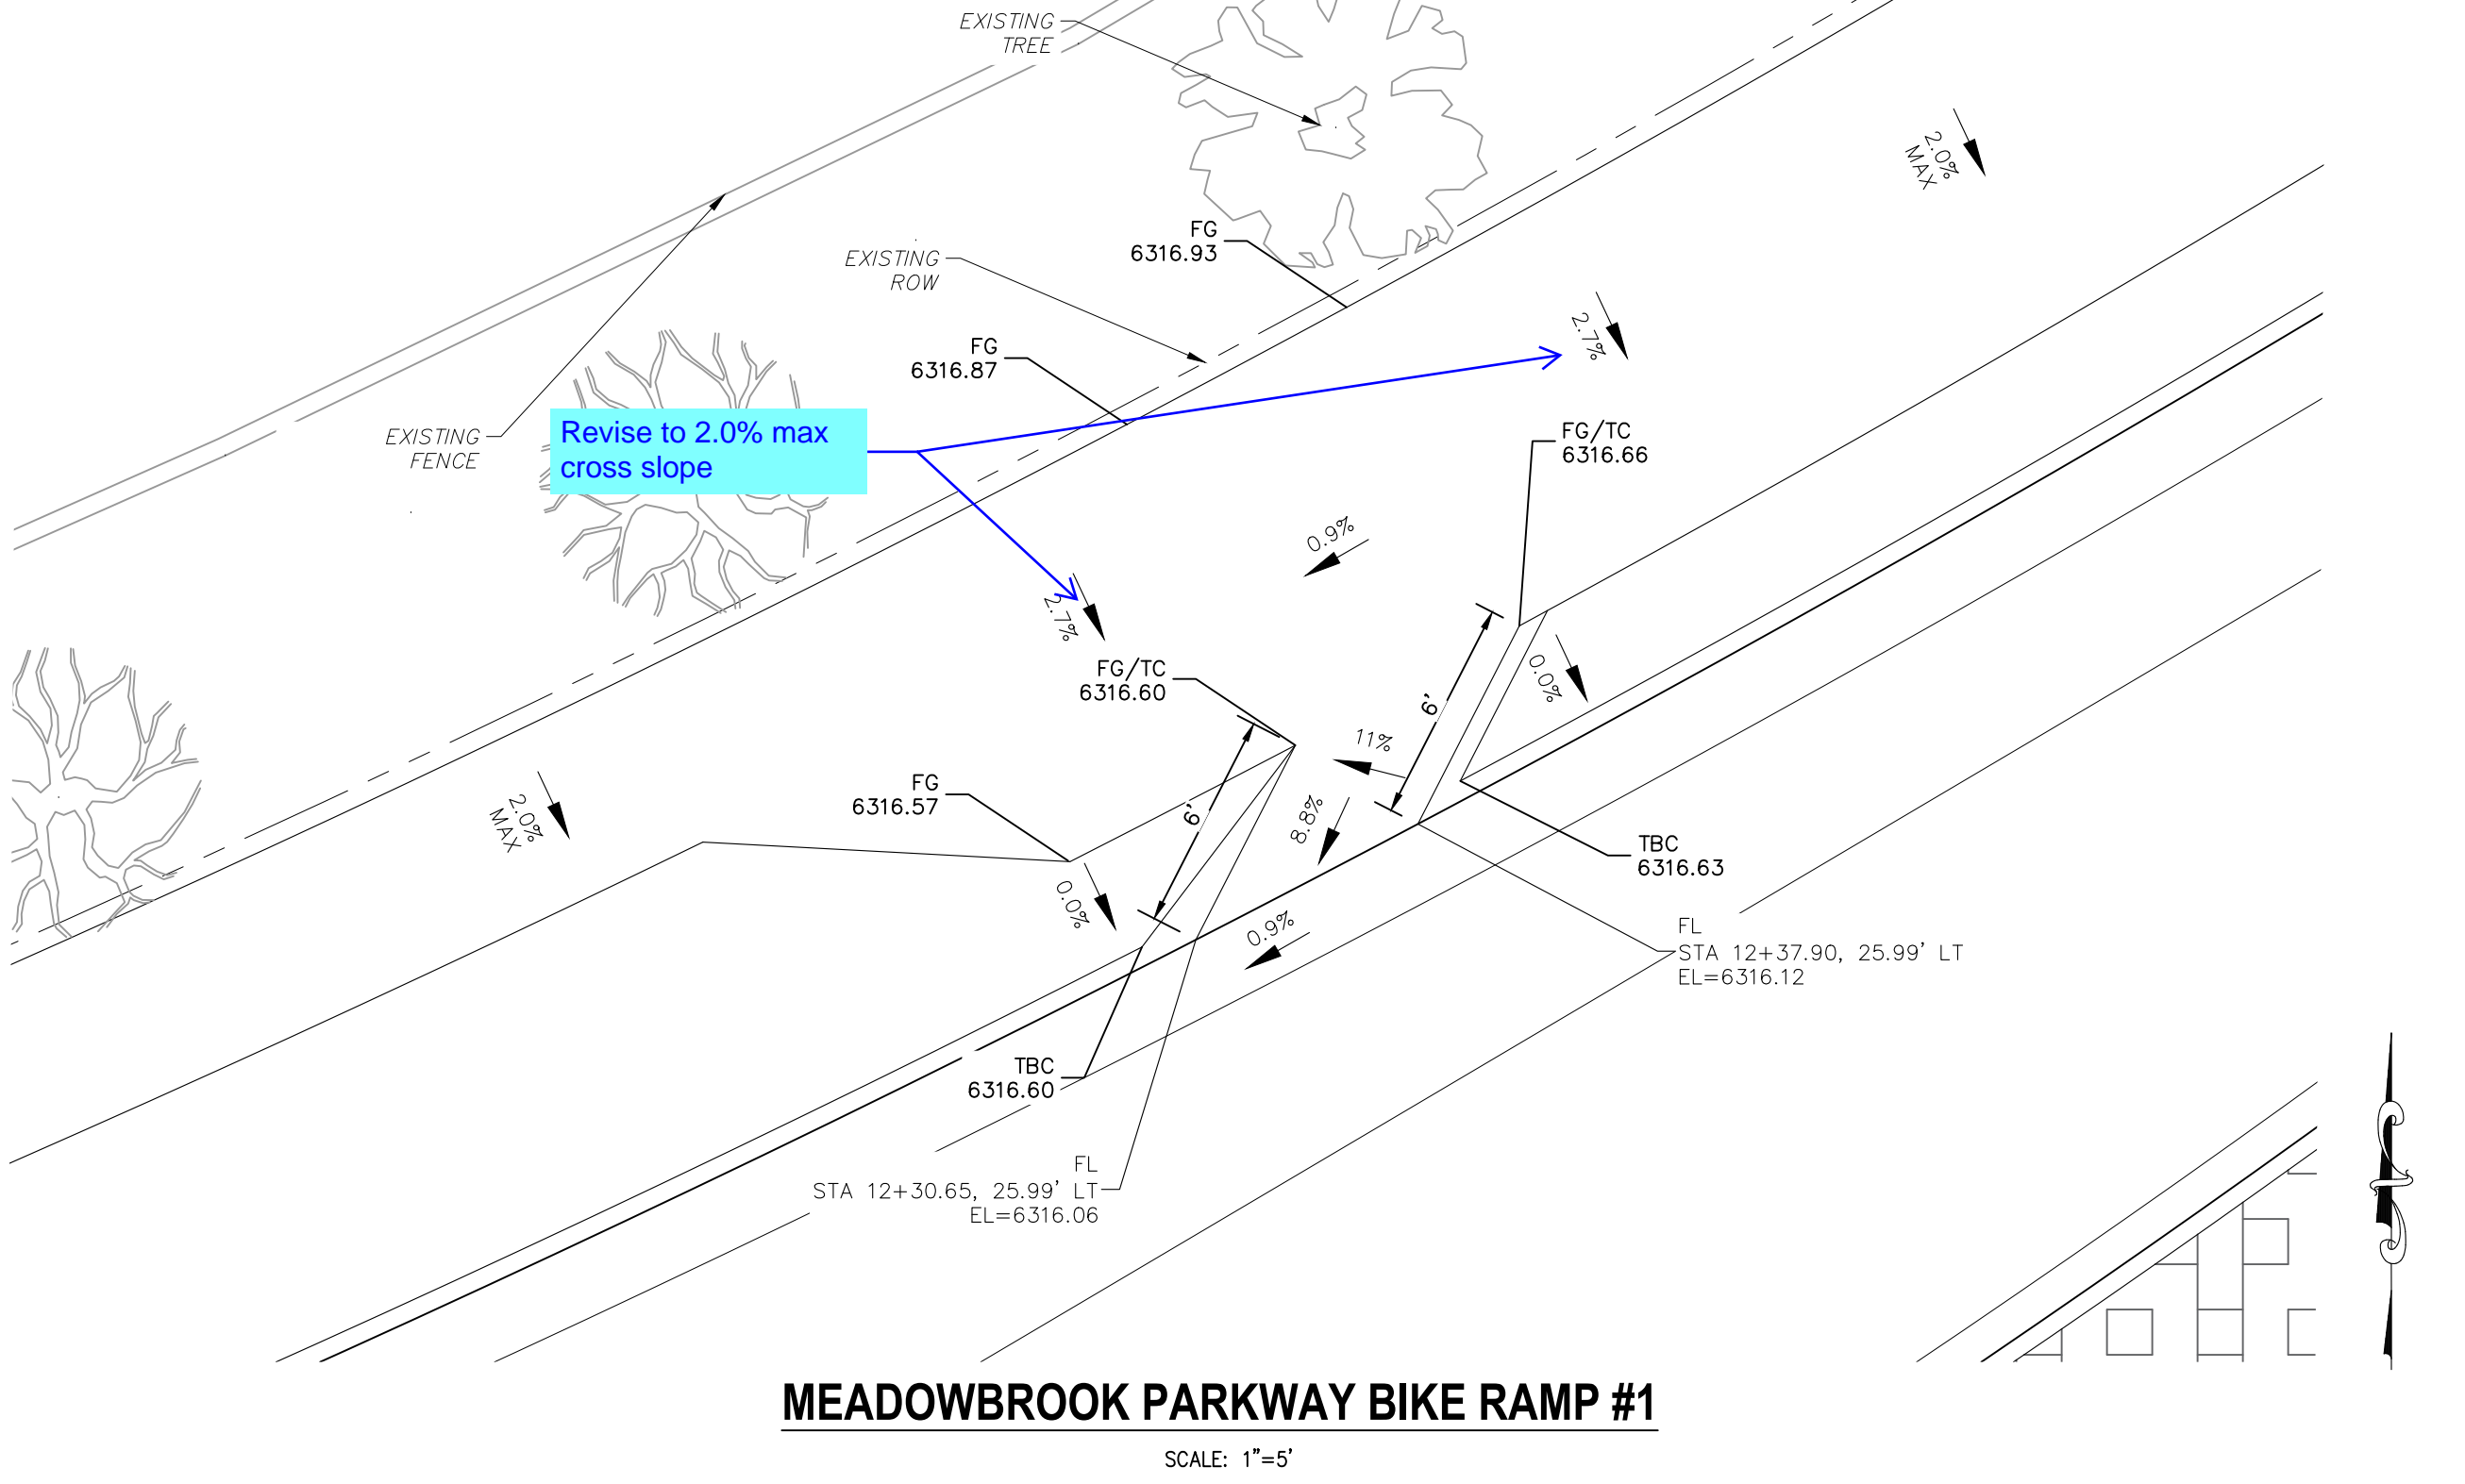 EXISTING
TREE
2.0%
MAX
FG
6316.93
EXISTING
ROW
2.7%
FG
6316.87
EXISTING
FENCE
Revise to 2.0% max
cross slope
FG/TC
6316.66
0.9%
2.7%
FG/TC
6316.60
0.0%
6'
11%
FG
6316.57
2.0%
MAX
6'
8.8%
TBC
6316.63
0.0%
0.9%
FL
STA 12+37.90, 25.99' LT
EL=6316.12
TBC
6316.60
FL
STA 12+30.65, 25.99' LT
EL=6316.06
MEADOWBROOK PARKWAY BIKE RAMP #1
SCALE: 1"=5'